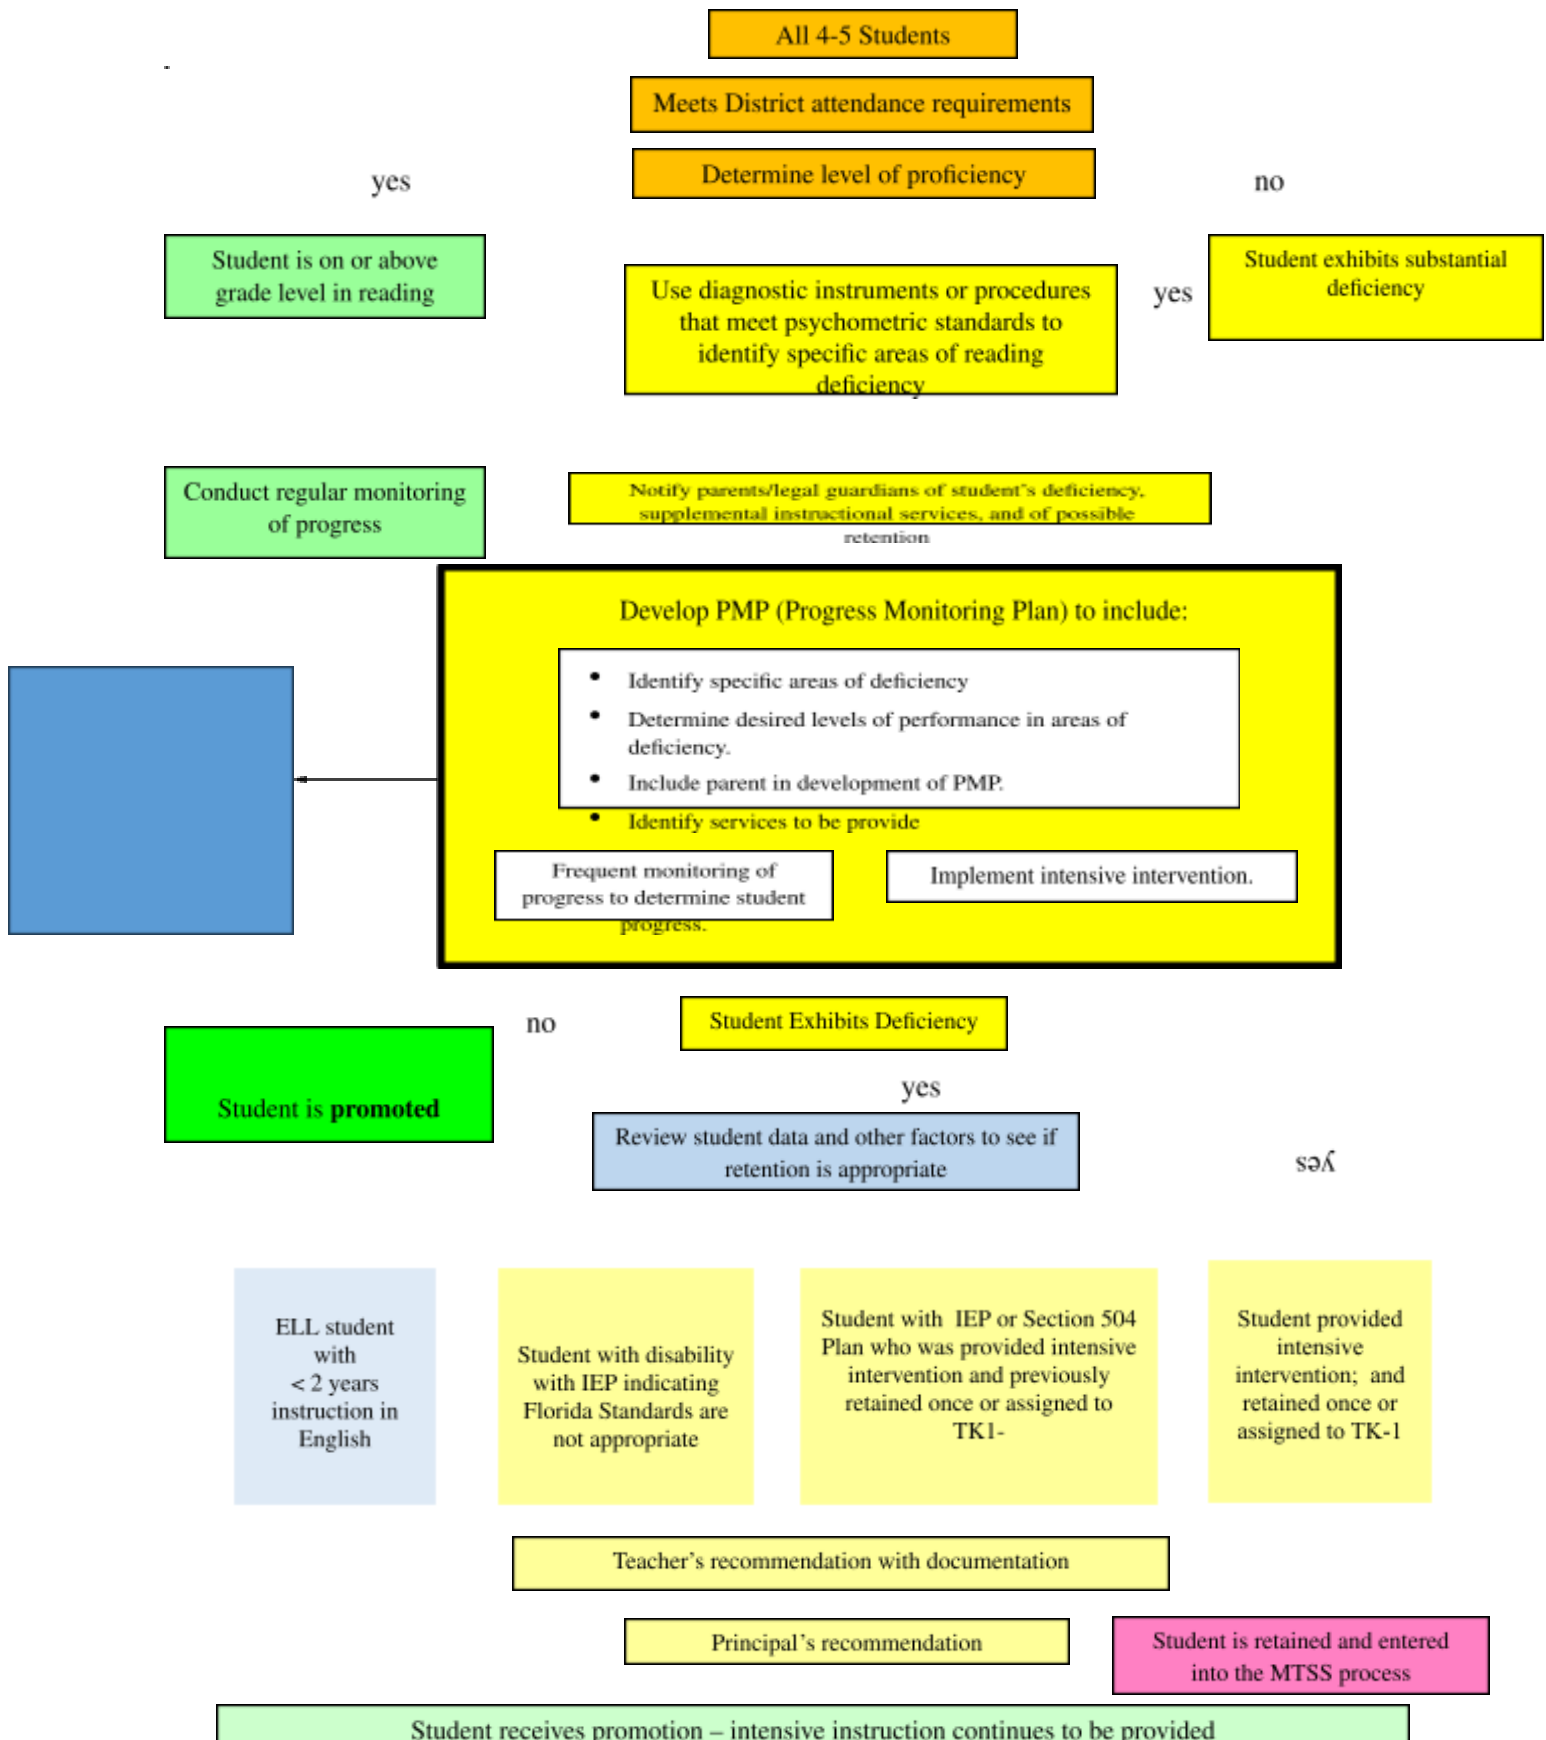 All 4-5 Students
Meets District attendance requirements
Determine level of proficiency
yes
no
Student is on or above
grade level in reading
Use diagnostic instruments or procedures
that meet psychometric standards to
identify specific areas of reading
deficiency
yes
Student exhibits substantial
deficiency
Conduct regular monitoring
of progress
Notify parents/legal guardians of student's deficiency,
supplemental instructional services, and of possible
retention
Develop PMP (Progress Monitoring Plan) to include:
• Identify specific areas of deficiency
• Determine desired levels of performance in areas of
deficiency.
• Include parent in development of PMP.
• Identify services to be provide
Frequent monitoring of
progress to determine student
progress.
Implement intensive intervention.
no
Student Exhibits Deficiency
Student is promoted
yes
Review student data and other factors to see if
retention is appropriate
yes
ELL student
with
< 2 years
instruction in
English
Student with disability
with IEP indicating
Florida Standards are
not appropriate
Student with IEP or Section 504
Plan who was provided intensive
intervention and previously
retained once or assigned to
TK1-
Student provided
intensive
intervention; and
retained once or
assigned to TK-1
Teacher's recommendation with documentation
Principal's recommendation
Student is retained and entered
into the MTSS process
Student receives promotion – intensive instruction continues to be provided